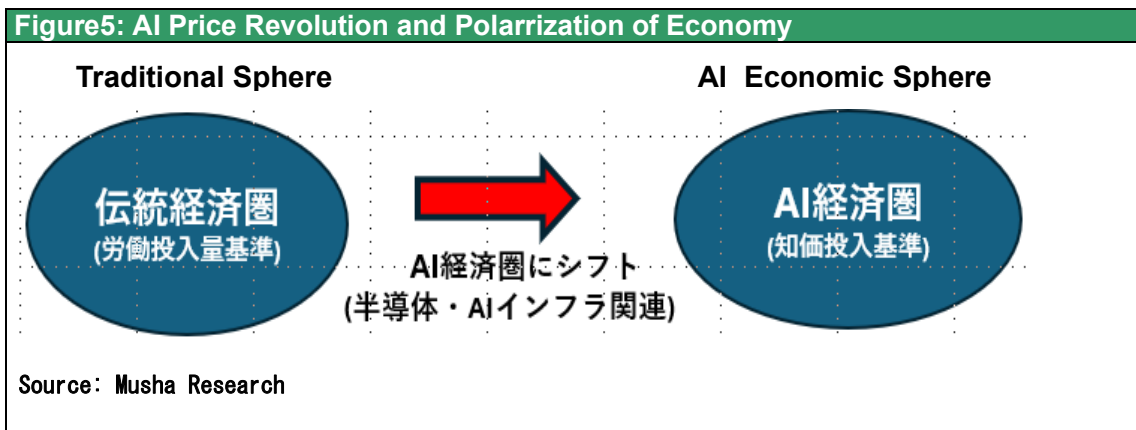 Figure5: AI Price Revolution and Polarrization of Economy
Traditional Sphere
AI Economic Sphere
伝統経済圏
(労働投入量基準)
AI経済圏にシフト
(半導体・AIインフラ関連)
AI経済圏
(知価投入基準)
Source: Musha Research